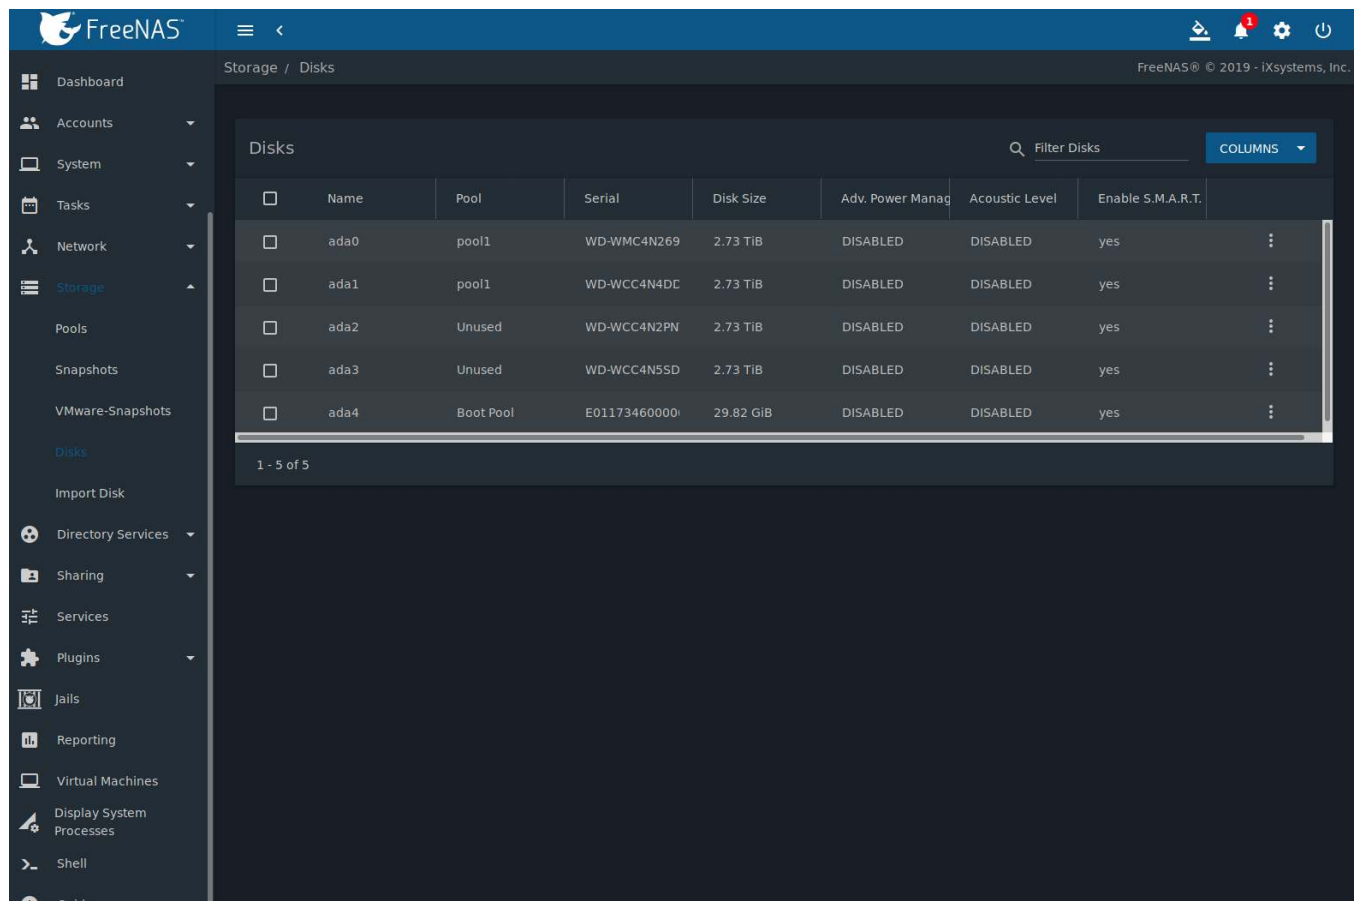 FreeNAS
1
Storage / Disks
FreeNAS® © 2019 - iXsystems, Inc.
Dashboard
Accounts
System
Tasks
Network
Storage
Pools
Snapshots
VMware-Snapshots
Disks
Import Disk
Directory Services
Sharing
Services
Plugins
Jails
Reporting
Virtual Machines
Display System
Processes
Shell
Disks
Filter Disks
COLUMNS
Name Pool Serial Disk Size Adv. Power Manag Acoustic Level Enable S.M.A.R.T.
ada0 pool1 WD-WMC4N269 2.73 TiB DISABLED DISABLED yes
ada1 pool1 WD-WCC4N4DD 2.73 TiB DISABLED DISABLED yes
ada2 Unused WD-WCC4N2PN 2.73 TiB DISABLED DISABLED yes
ada3 Unused WD-WCC4N5SD 2.73 TiB DISABLED DISABLED yes
ada4 Boot Pool E01173460000 29.82 GiB DISABLED DISABLED yes
1 - 5 of 5